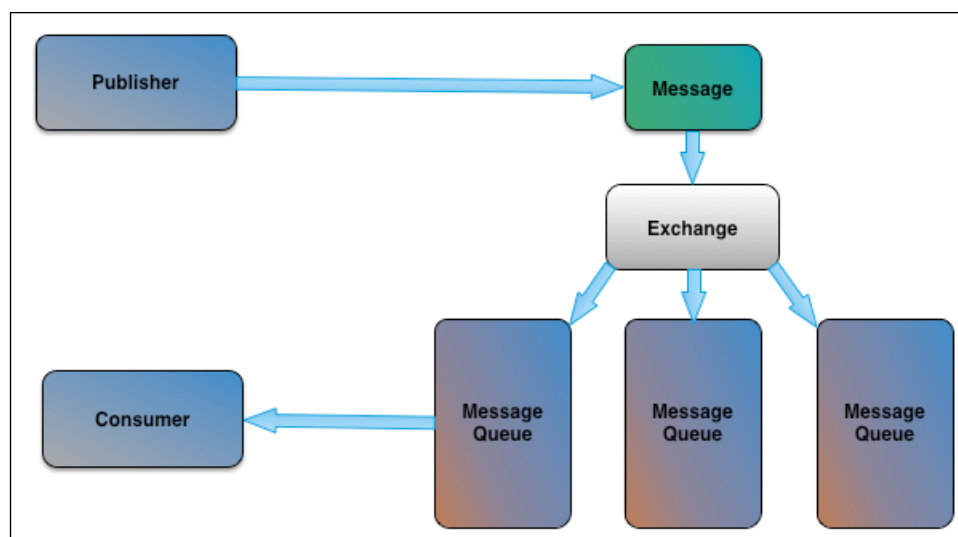 Publisher
Message
Exchange
Consumer
Message
Queue
Message
Queue
Message
Queue